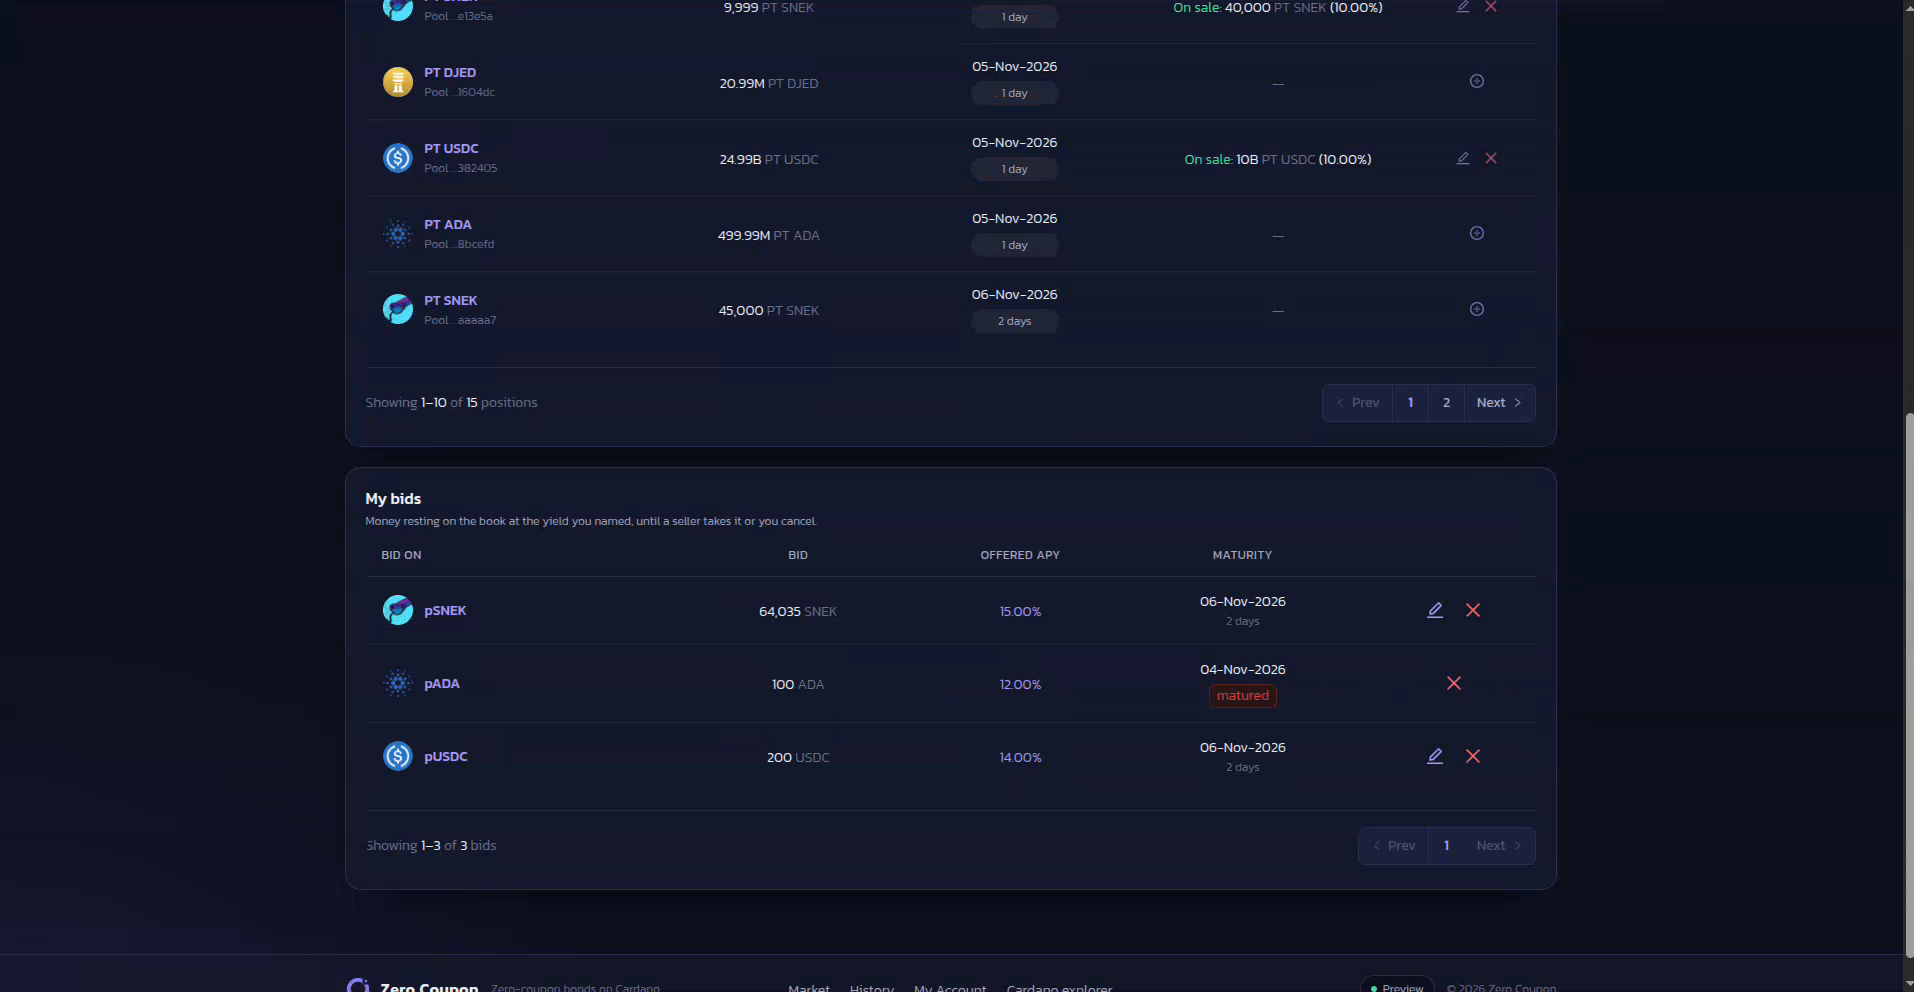 Pool ...e13e5a
9,999 PT SNEK
1 day
On sale: 40,000 PT SNEK (10.00%)
PT DJED
Pool ...1604dc
20.99M PT DJED
05-Nov-2026
1 day
—
PT USDC
Pool ...382405
24.99B PT USDC
05-Nov-2026
1 day
On sale: 10B PT USDC (10.00%)
PT ADA
Pool ...8bcefd
499.99M PT ADA
05-Nov-2026
1 day
—
PT SNEK
Pool ...aaaaa7
45,000 PT SNEK
06-Nov-2026
2 days
—
Showing 1–10 of 15 positions
< Prev 1 2 Next >
My bids
Money resting on the book at the yield you named, until a seller takes it or you cancel.
BID ON BID OFFERED APY MATURITY
pSNEK
64,035 SNEK
15.00%
06-Nov-2026
2 days
pADA
100 ADA
12.00%
04-Nov-2026
matured
pUSDC
200 USDC
14.00%
06-Nov-2026
2 days
Showing 1–3 of 3 bids
< Prev 1 Next >
Zero Coupon Zero-coupon bonds on Cardano
Market History My Account Cardano explorer
Preview © 2026 Zero Coupon